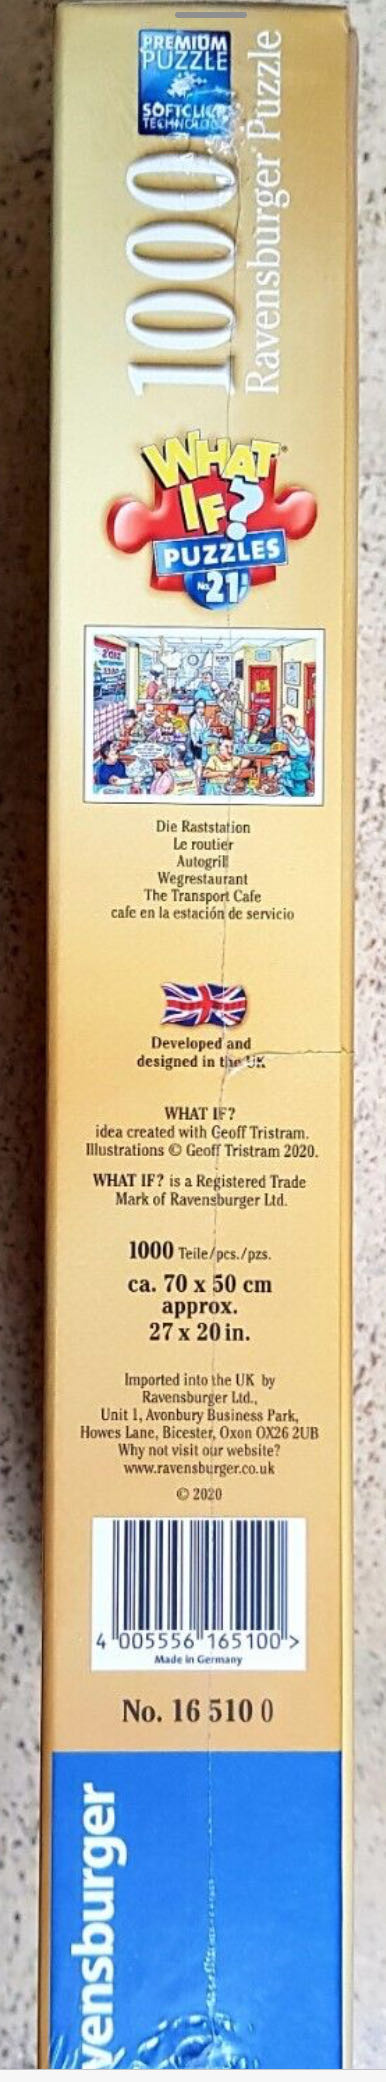 PREMIUM
PUZZLE
SOFTCLICK
TECHNOLOGY
1000
Ravensburger Puzzle
WHAT
IF?
PUZZLES
No.21
Die Raststation
Le routier
Autogrill
Wegrestaurant
The Transport Cafe
cafe en la estación de servicio
Developed and
designed in the UK
WHAT IF?
idea created with Geoff Tristram.
Illustrations © Geoff Tristram 2020.
WHAT IF? is a Registered Trade
Mark of Ravensburger Ltd.
1000 Teile/pcs./pzs.
ca. 70 x 50 cm
approx.
27 x 20 in.
Imported into the UK by
Ravensburger Ltd.,
Unit 1, Avonbury Business Park,
Howes Lane, Bicester, Oxon OX26 2UB
Why not visit our website?
www.ravensburger.co.uk
© 2020
4 005556 165100 >
Made in Germany
No. 16 510 0
vensburger